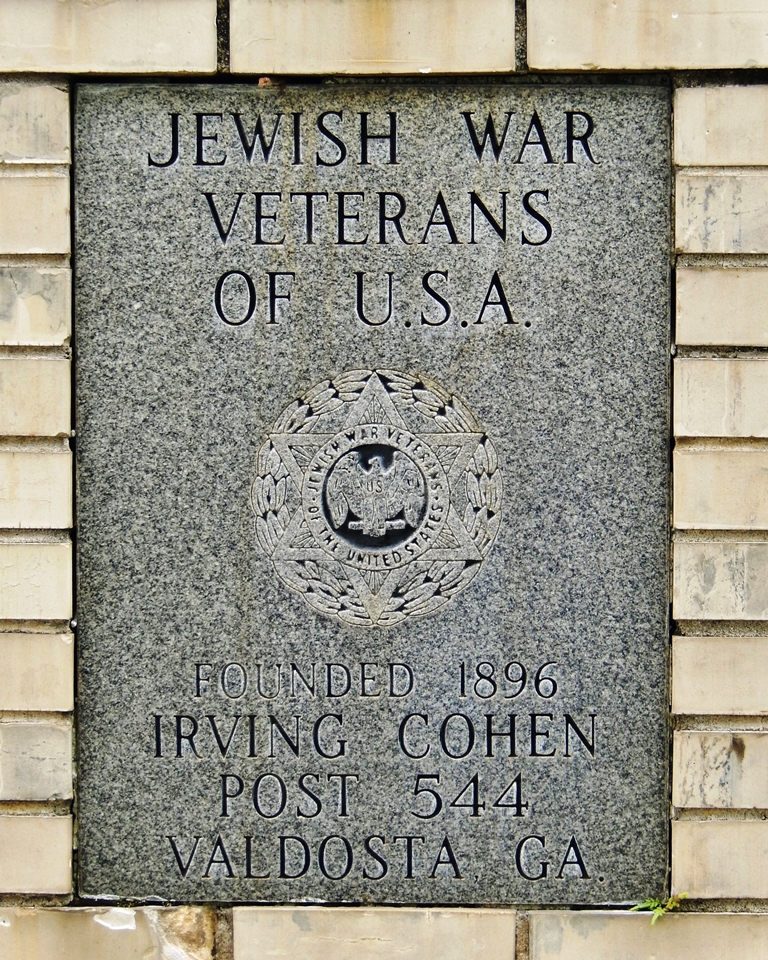 JEWISH WAR
VETERANS
OF U.S.A.
JEWISH WAR VETERANS
OF THE UNITED STATES
US
FOUNDED 1896
IRVING COHEN
POST 544
VALDOSTA, GA.